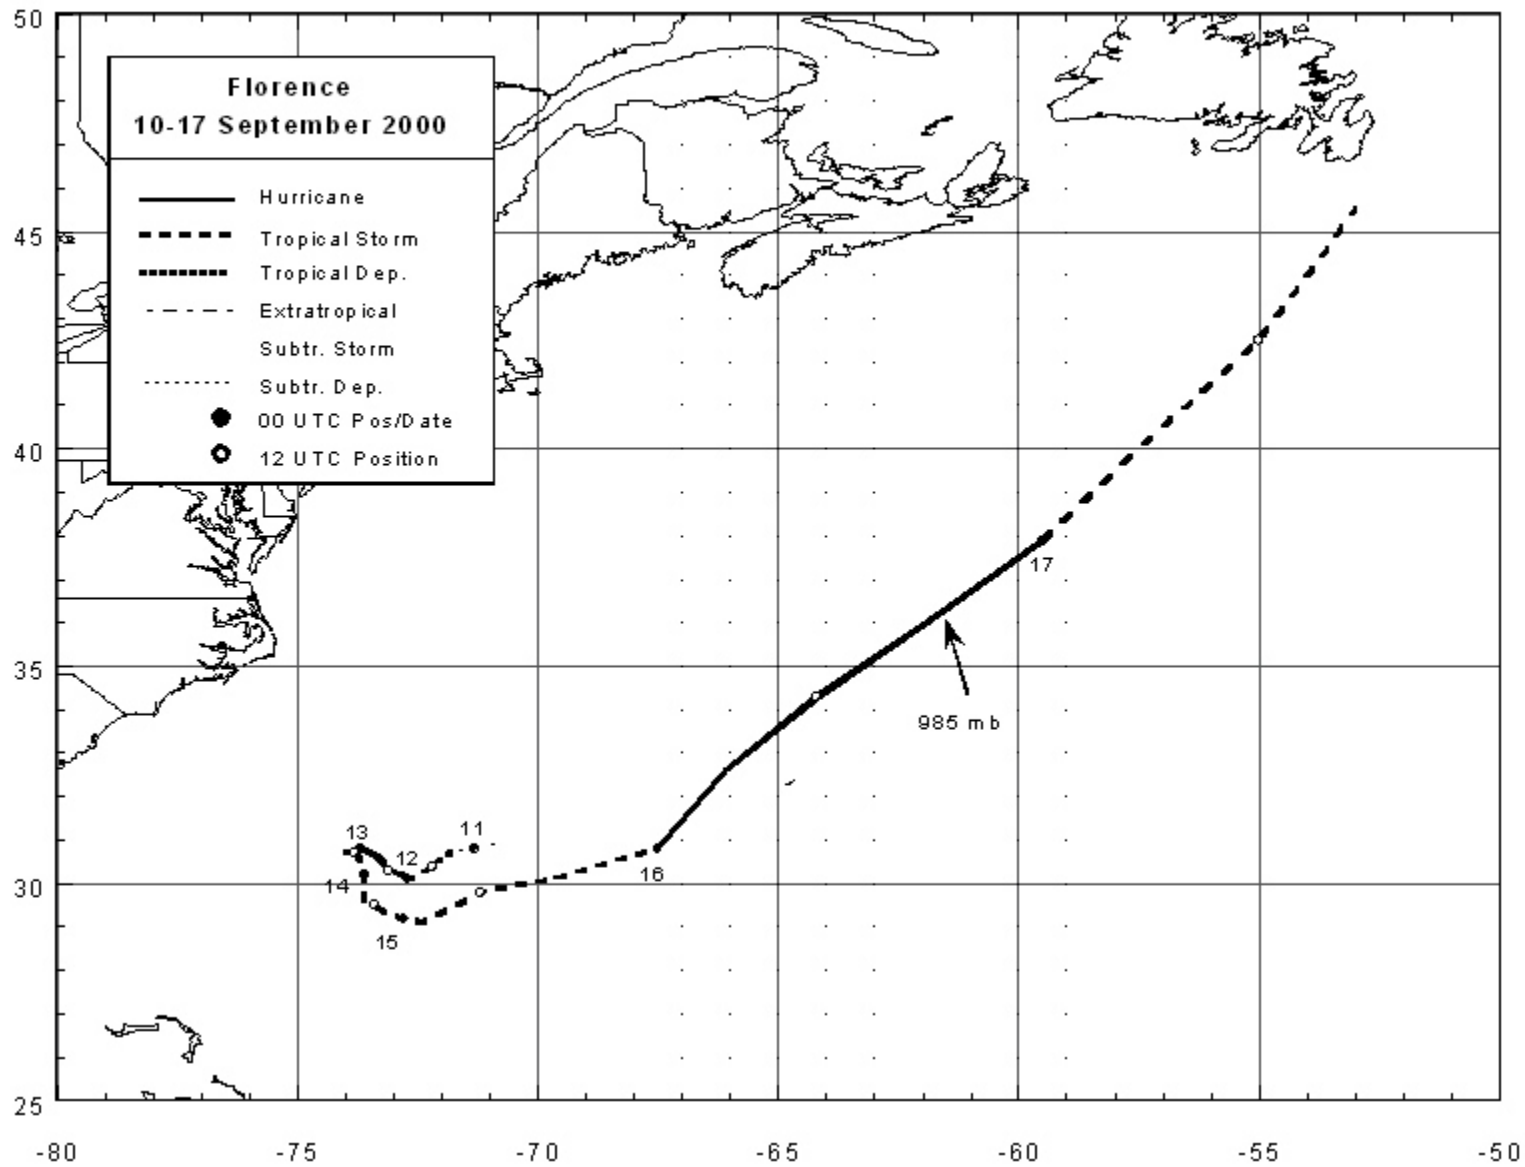 50
Florence
10-17 September 2000
Hurricane
45
Tropical Storm
Tropical Dep.
Extratropical
Subtr. Storm
Subtr. Dep.
00 UTC Pos/Date
40
12 UTC Position
17
35
985 mb
13
11
12
16
30
14
15
25
-80
-75
-70
-65
-60
-55
-50